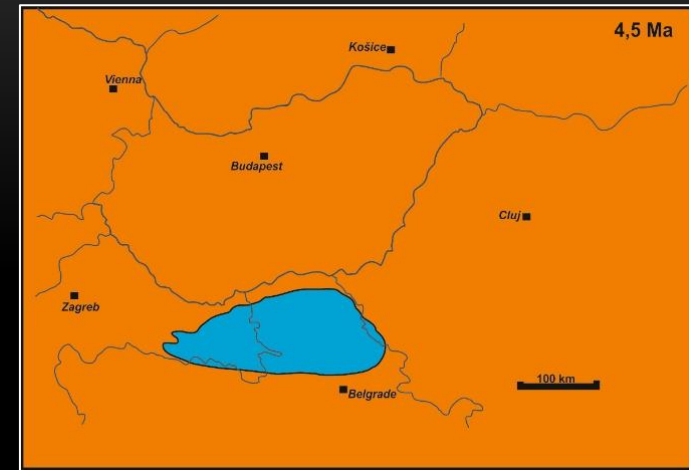 4,5 Ma
Košice
Vienna
Budapest
Cluj
Zagreb
100 km
Belgrade